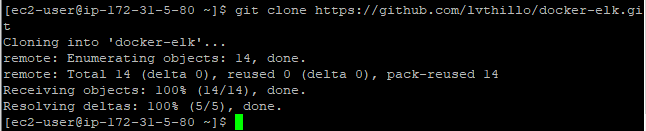 [ec2-user@ip-172-31-5-80 ~]$ git clone https://github.com/lvthillo/docker-elk.gi
t
Cloning into 'docker-elk'...
remote: Enumerating objects: 14, done.
remote: Total 14 (delta 0), reused 0 (delta 0), pack-reused 14
Receiving objects: 100% (14/14), done.
Resolving deltas: 100% (5/5), done.
[ec2-user@ip-172-31-5-80 ~]$